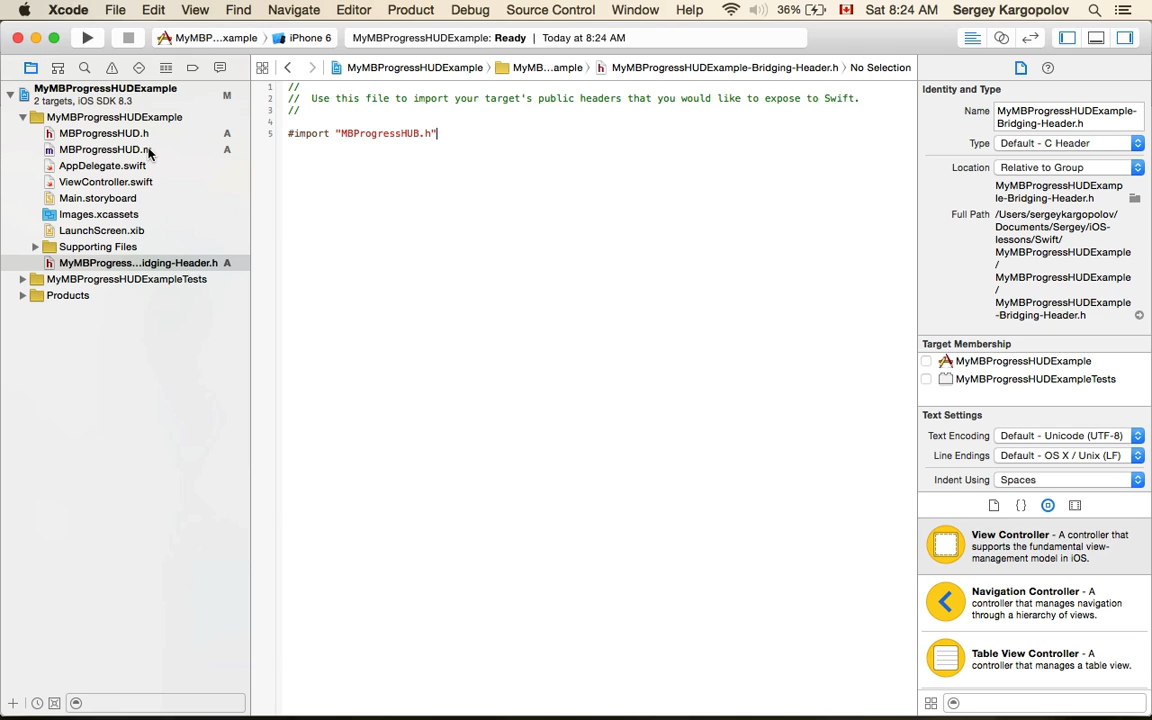 Xcode File Edit View Find Navigate Editor Product Debug Source Control Window Help 36% Sat 8:24 AM Sergey Kargopolov
MyMBP...xample iPhone 6 MyMBProgressHUDExample: Ready | Today at 8:24 AM
MyMBProgressHUDExample MyMB...ample MyMBProgressHUDExample-Bridging-Header.h No Selection
MyMBProgressHUDExample M
2 targets, iOS SDK 8.3
MyMBProgressHUDExample
MBProgressHUD.h A
MBProgressHUD.m A
AppDelegate.swift
ViewController.swift
Main.storyboard
Images.xcassets
LaunchScreen.xib
Supporting Files
MyMBProgress...idging-Header.h A
MyMBProgressHUDExampleTests
Products
1 //
2 // Use this file to import your target's public headers that you would like to expose to Swift.
3 //
4
5 #import "MBProgressHUB.h"
Identity and Type
Name MyMBProgressHUDExample-
Bridging-Header.h
Type Default - C Header
Location Relative to Group
MyMBProgressHUDExamp
le-Bridging-Header.h
Full Path /Users/sergeykargopolov/
Documents/Sergey/iOS-
lessons/Swift/
MyMBProgressHUDExample
/
MyMBProgressHUDExample
/
MyMBProgressHUDExample
-Bridging-Header.h
Target Membership
MyMBProgressHUDExample
MyMBProgressHUDExampleTests
Text Settings
Text Encoding Default - Unicode (UTF-8)
Line Endings Default - OS X / Unix (LF)
Indent Using Spaces
{ }
View Controller - A controller that
supports the fundamental view-
management model in iOS.
Navigation Controller - A
controller that manages navigation
through a hierarchy of views.
Table View Controller - A
controller that manages a table view.